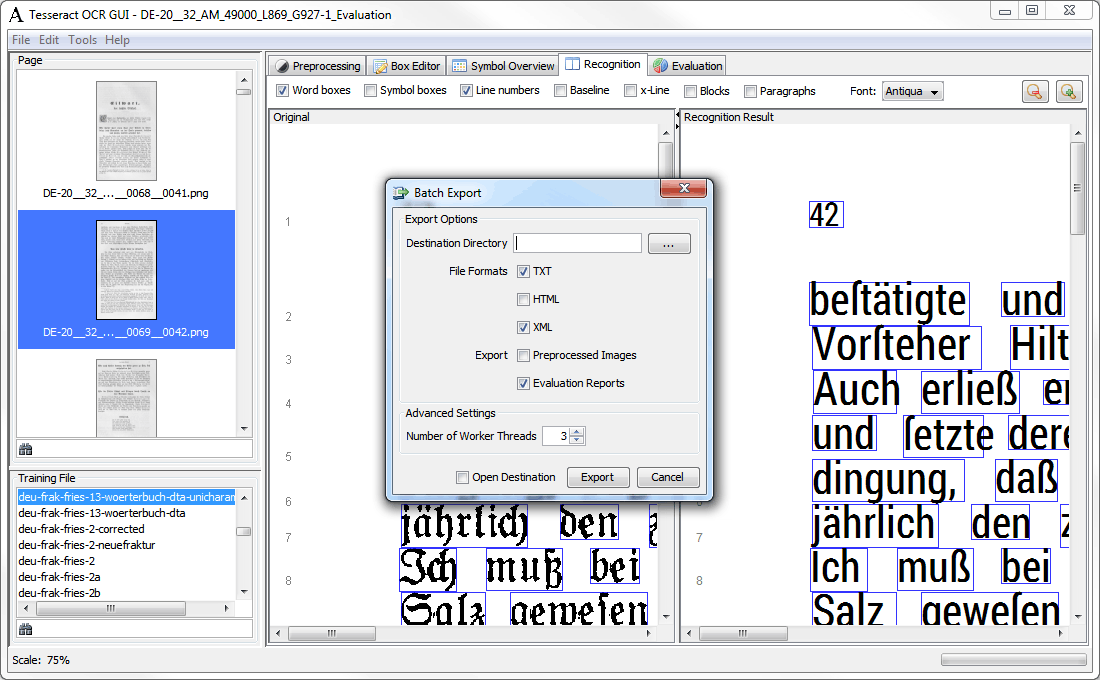 Tesseract OCR GUI - DE-20__32_AM_49000_L869_G927-1_Evaluation
File Edit Tools Help
Page
DE-20__32_...__0068__0041.png
DE-20__32_...__0069__0042.png
Training File
deu-frak-fries-13-woerterbuch-dta-unicharam
deu-frak-fries-13-woerterbuch-dta
deu-frak-fries-2-corrected
deu-frak-fries-2-neuefraktur
deu-frak-fries-2
deu-frak-fries-2a
deu-frak-fries-2b
Scale: 75%
Preprocessing Box Editor Symbol Overview Recognition Evaluation
Word boxes Symbol boxes Line numbers Baseline x-Line Blocks Paragraphs Font: Antiqua
Original
1
2
3
4
5
6
7 jährlich den
8 Ich muß bei
Salz geweſen
Batch Export
Export Options
Destination Directory ...
File Formats TXT
HTML
XML
Export Preprocessed Images
Evaluation Reports
Advanced Settings
Number of Worker Threads 3
Open Destination Export Cancel
Recognition Result
42
beſtätigte und
Vorſteher Hilt
Auch erließ er
und ſetzte dere
dingung, daß
7 jährlich den z
8 Ich muß bei
Salz geweſen